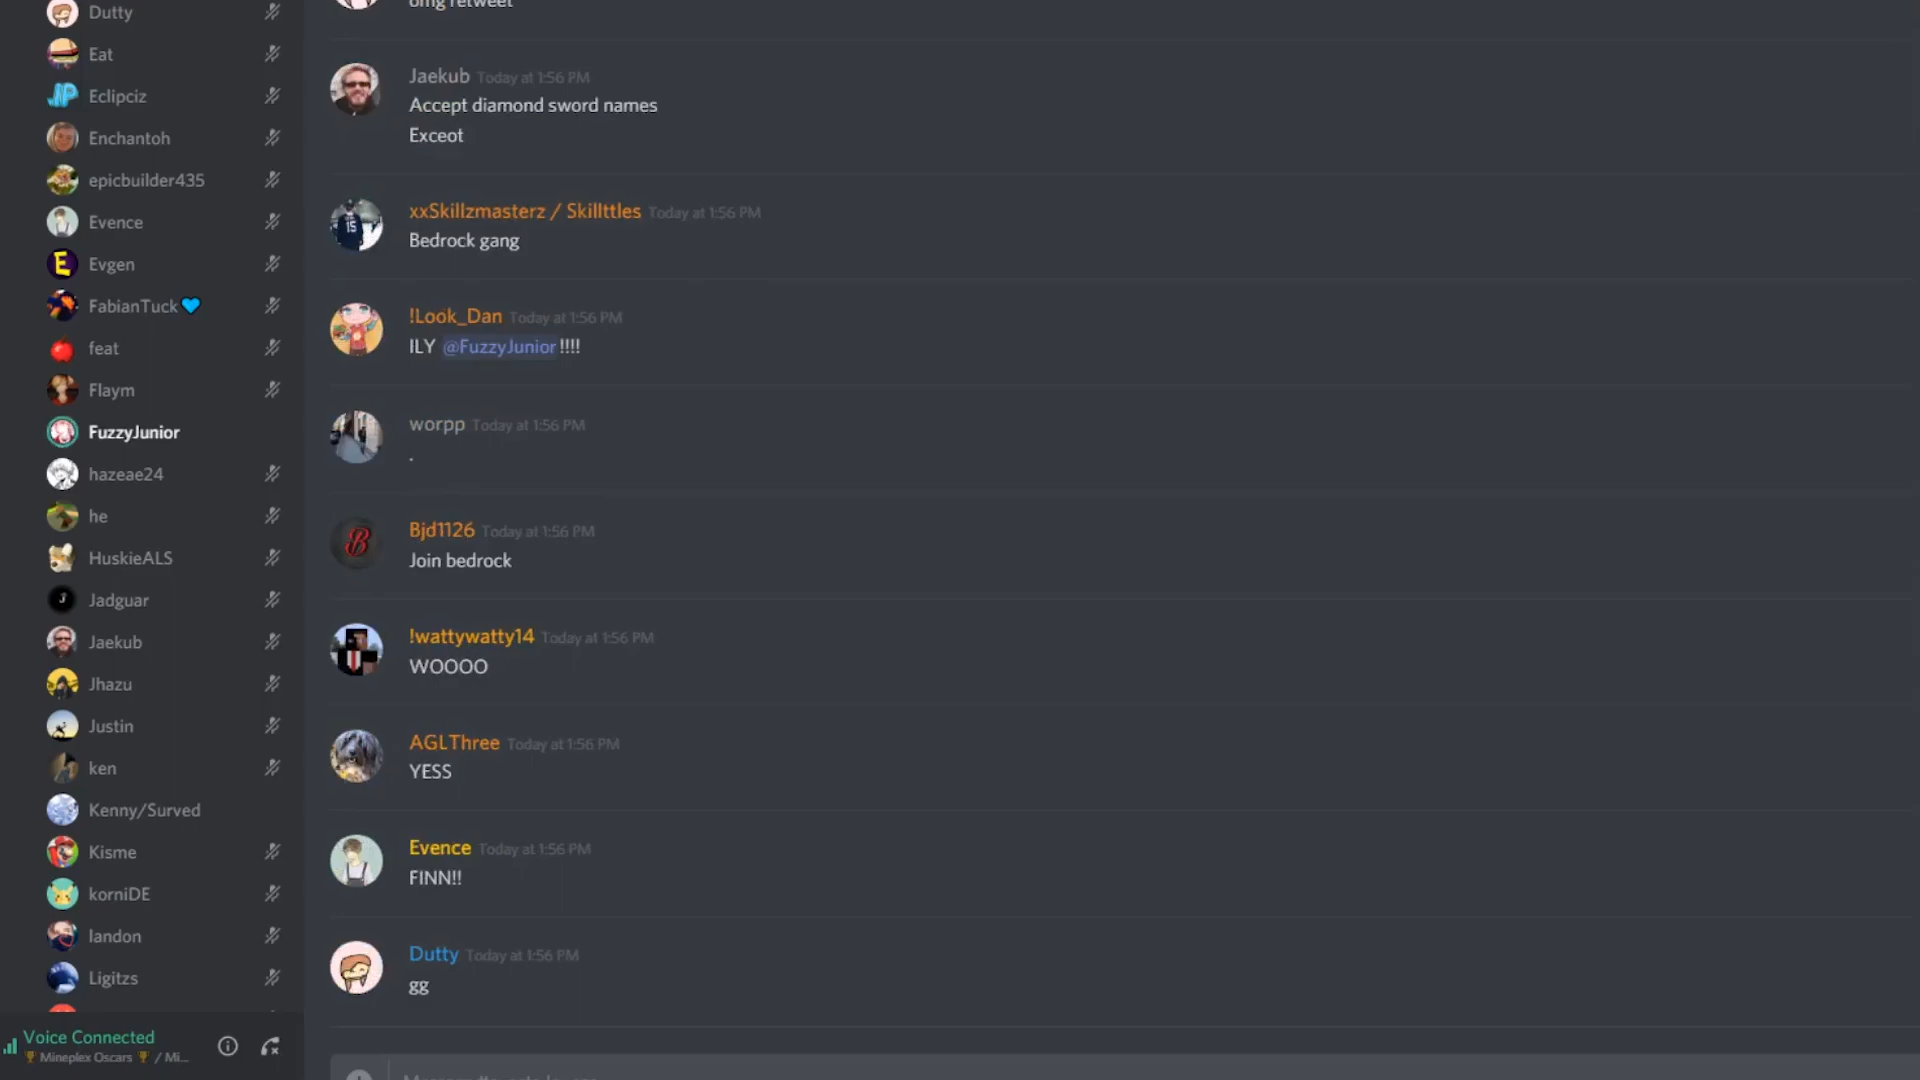 Dutty
Eat
Eclipciz
Enchantoh
epicbuilder435
Evence
Evgen
FabianTuck💙
feat
Flaym
FuzzyJunior
hazeae24
he
HuskieALS
Jadguar
Jaekub
Jhazu
Justin
ken
Kenny/Surved
Kisme
korniDE
landon
Ligitzs
Voice Connected
🏆 Mineplex Oscars 🏆 / Mi...
omg retweet
Jaekub Today at 1:56 PM
Accept diamond sword names
Exceot
xxSkillzmasterz / Skillttles Today at 1:56 PM
Bedrock gang
!Look_Dan Today at 1:56 PM
ILY @FuzzyJunior !!!!
worpp Today at 1:56 PM
.
Bjd1126 Today at 1:56 PM
Join bedrock
!wattywatty14 Today at 1:56 PM
WOOOO
AGLThree Today at 1:56 PM
YESS
Evence Today at 1:56 PM
FINN!!
Dutty Today at 1:56 PM
gg